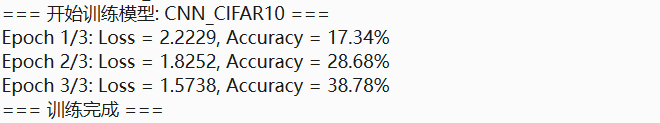 === 开始训练模型: CNN_CIFAR10 ===
Epoch 1/3: Loss = 2.2229, Accuracy = 17.34%
Epoch 2/3: Loss = 1.8252, Accuracy = 28.68%
Epoch 3/3: Loss = 1.5738, Accuracy = 38.78%
=== 训练完成 ===